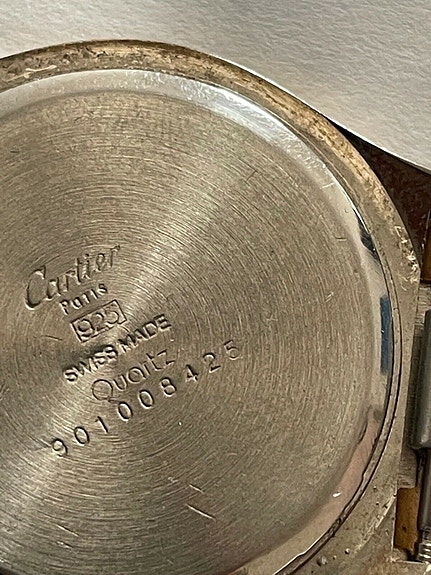 Cartier
Paris
925
SWISS MADE
Quartz
901008425